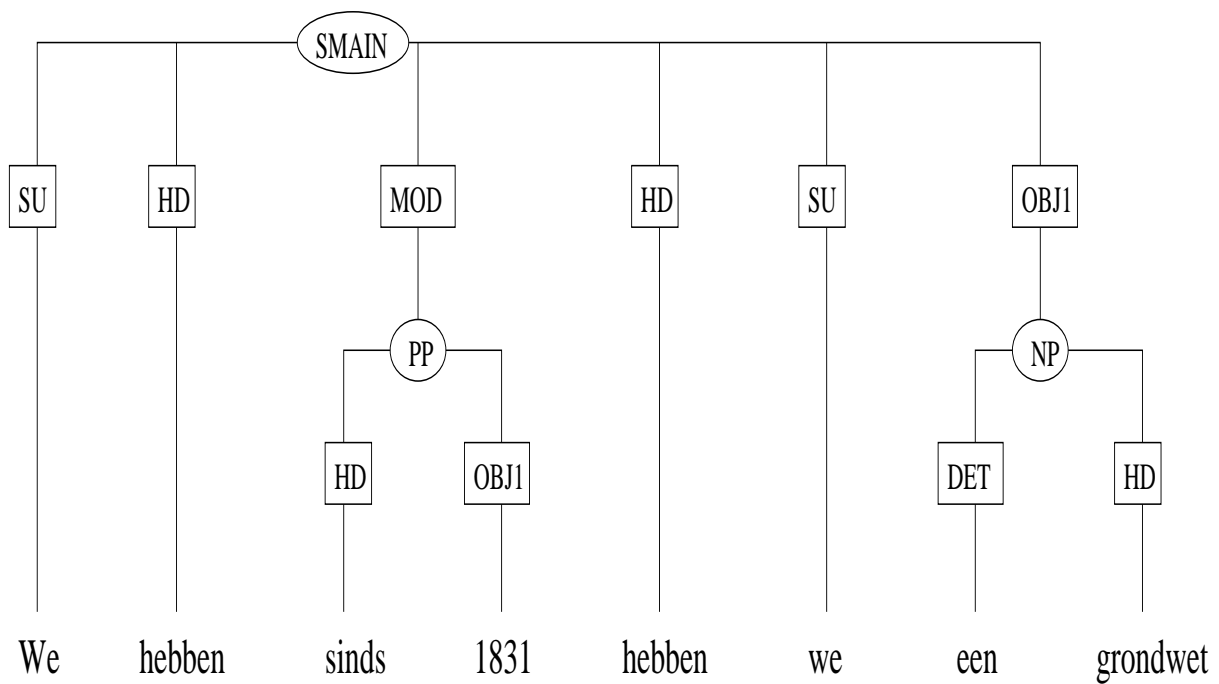 SMAIN
SU HD MOD HD SU OBJ1
PP NP
HD OBJ1 DET HD
We hebben sinds 1831 hebben we een grondwet